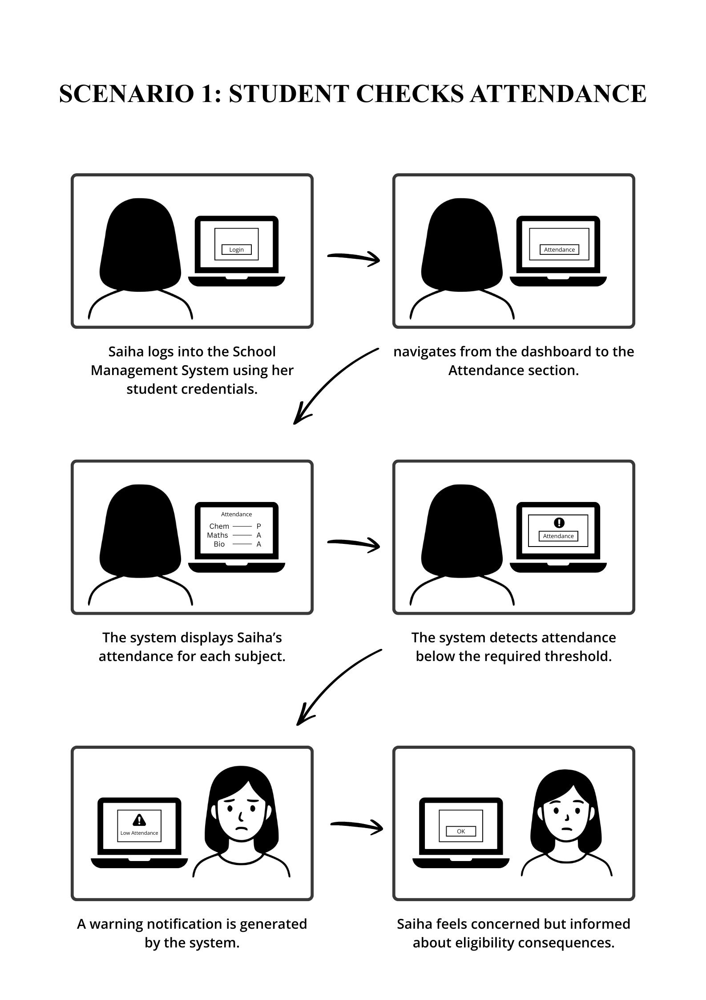 SCENARIO 1: STUDENT CHECKS ATTENDANCE
Login
Attendance
Saiha logs into the School
Management System using her
student credentials.
navigates from the dashboard to the
Attendance section.
Attendance
Chem P
Maths A
Bio A
Attendance
The system displays Saiha’s
attendance for each subject.
The system detects attendance
below the required threshold.
Low Attendance
OK
A warning notification is generated
by the system.
Saiha feels concerned but informed
about eligibility consequences.